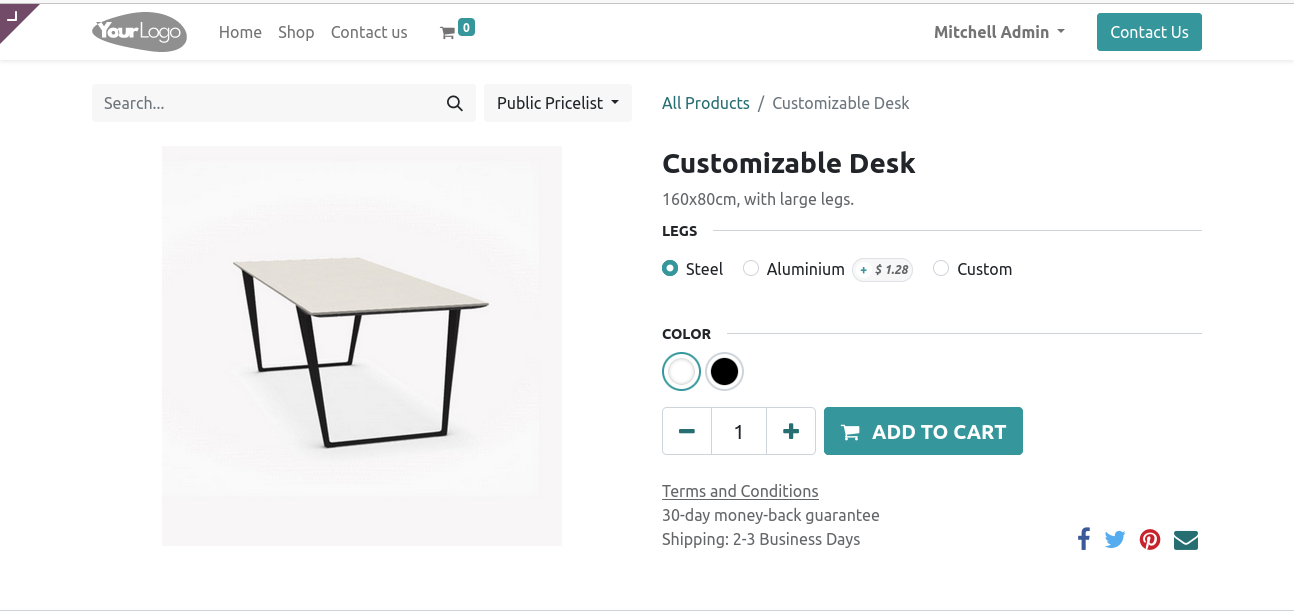 YourLogo
Home Shop Contact us 0 Mitchell Admin Contact Us
Search... Public Pricelist All Products / Customizable Desk
Customizable Desk
160x80cm, with large legs.
LEGS
Steel Aluminium + $ 1.28 Custom
COLOR
1 ADD TO CART
Terms and Conditions
30-day money-back guarantee
Shipping: 2-3 Business Days